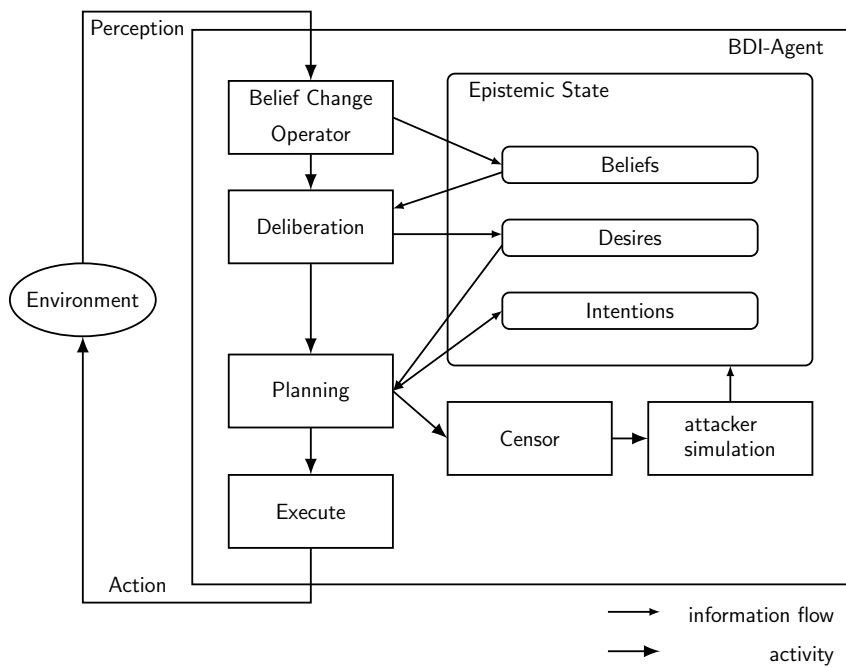 Perception
BDI-Agent
Belief Change
Operator
Epistemic State
Beliefs
Deliberation
Desires
Environment
Intentions
Planning
Censor
attacker
simulation
Execute
Action
information flow
activity